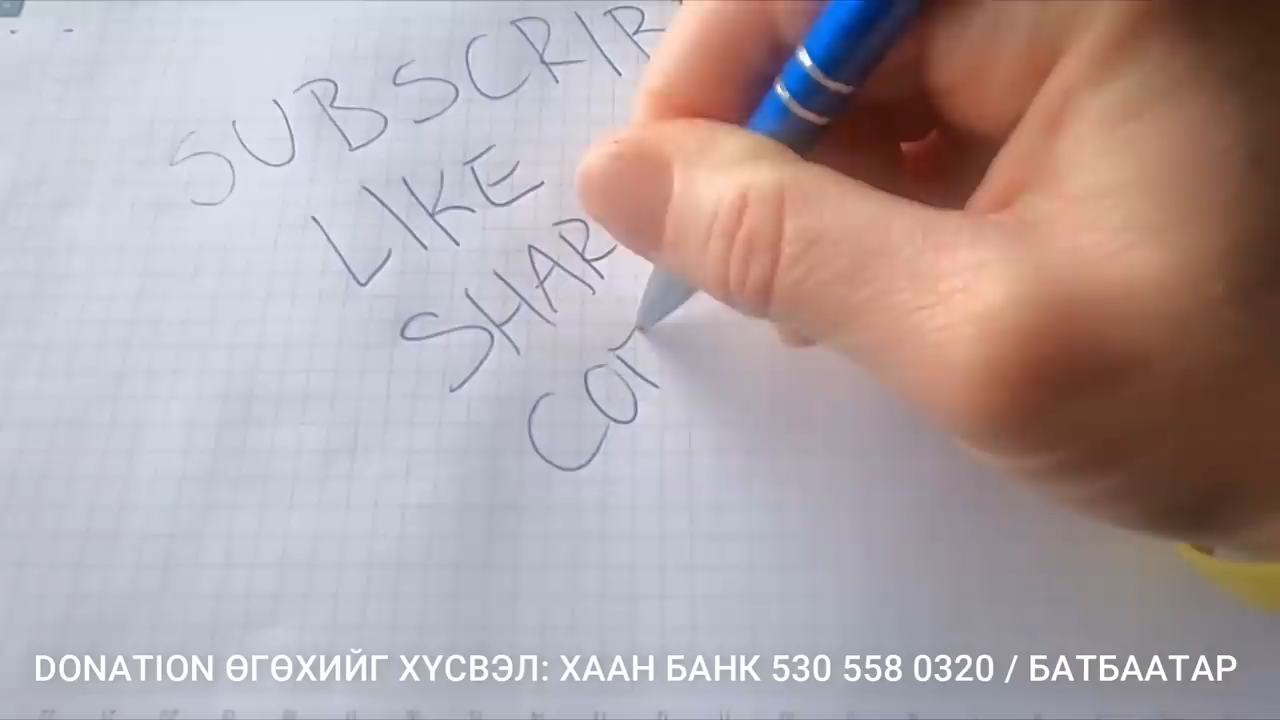 SUBSCRIB
LIKE
SHAR
CO
DONATION ӨГӨХИЙГ ХҮСВЭЛ: ХААН БАНК 530 558 0320 / БАТБААТАР